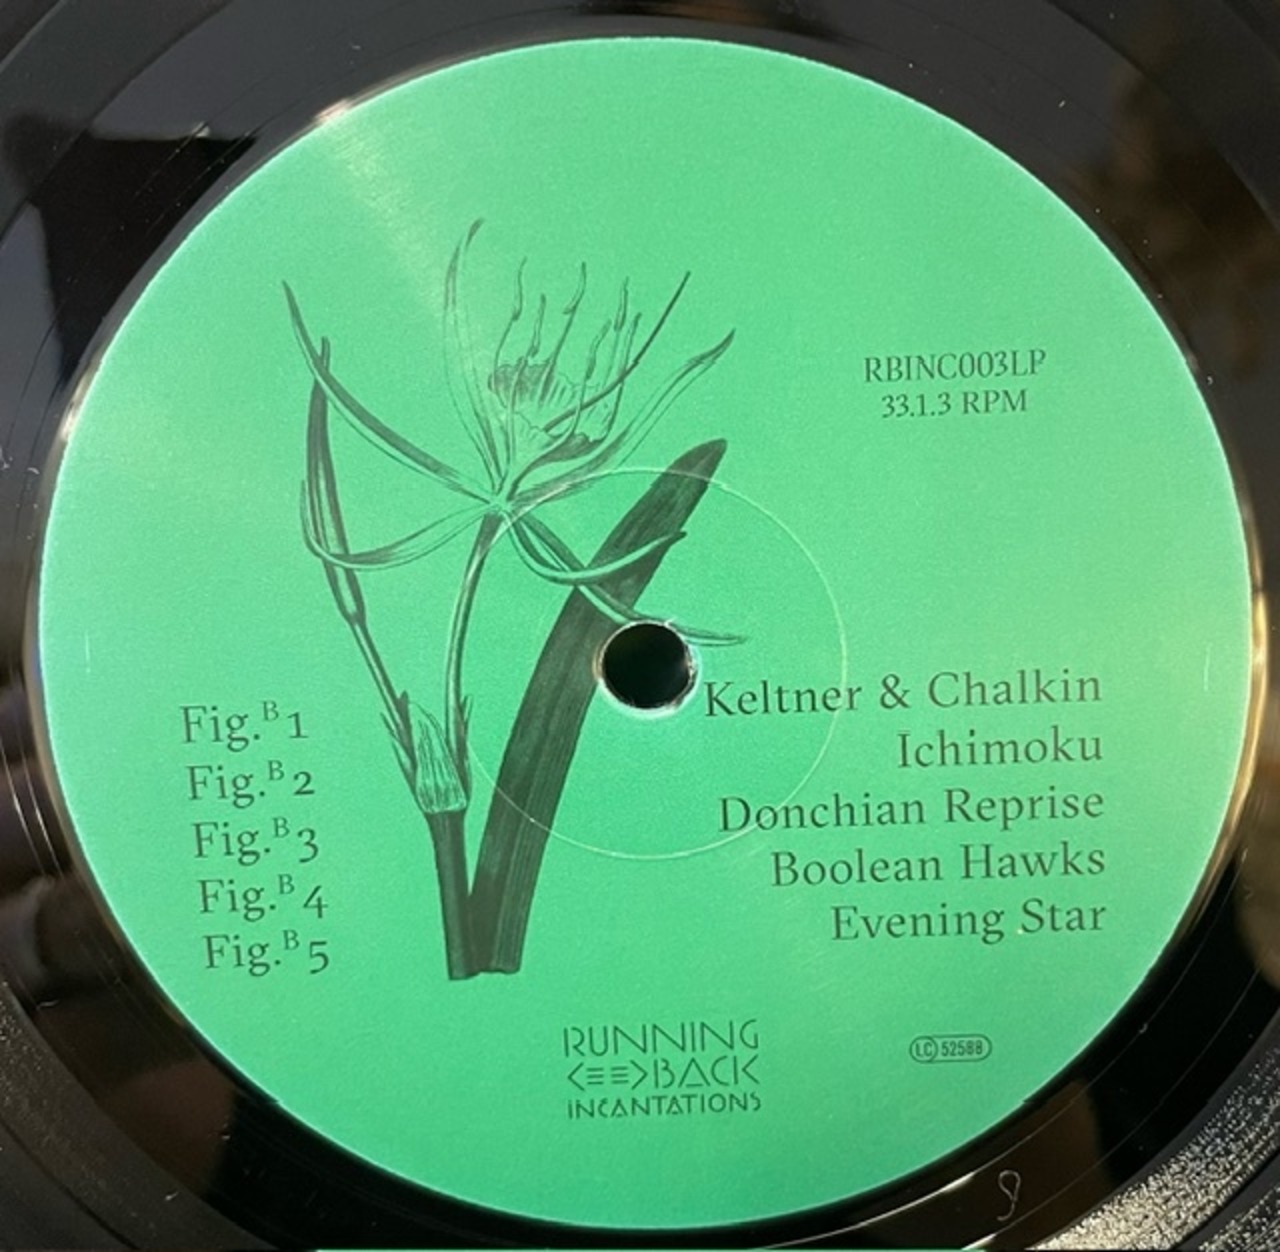 RBINC003LP
33.1.3 RPM
Fig.ᴮ 1 Keltner & Chalkin
Fig.ᴮ 2 Īchimoku
Fig.ᴮ 3 Donchian Reprise
Fig.ᴮ 4 Boolean Hawks
Fig.ᴮ 5 Evening Star
RUNNING
BACK
INCANTATIONS
LC 52588